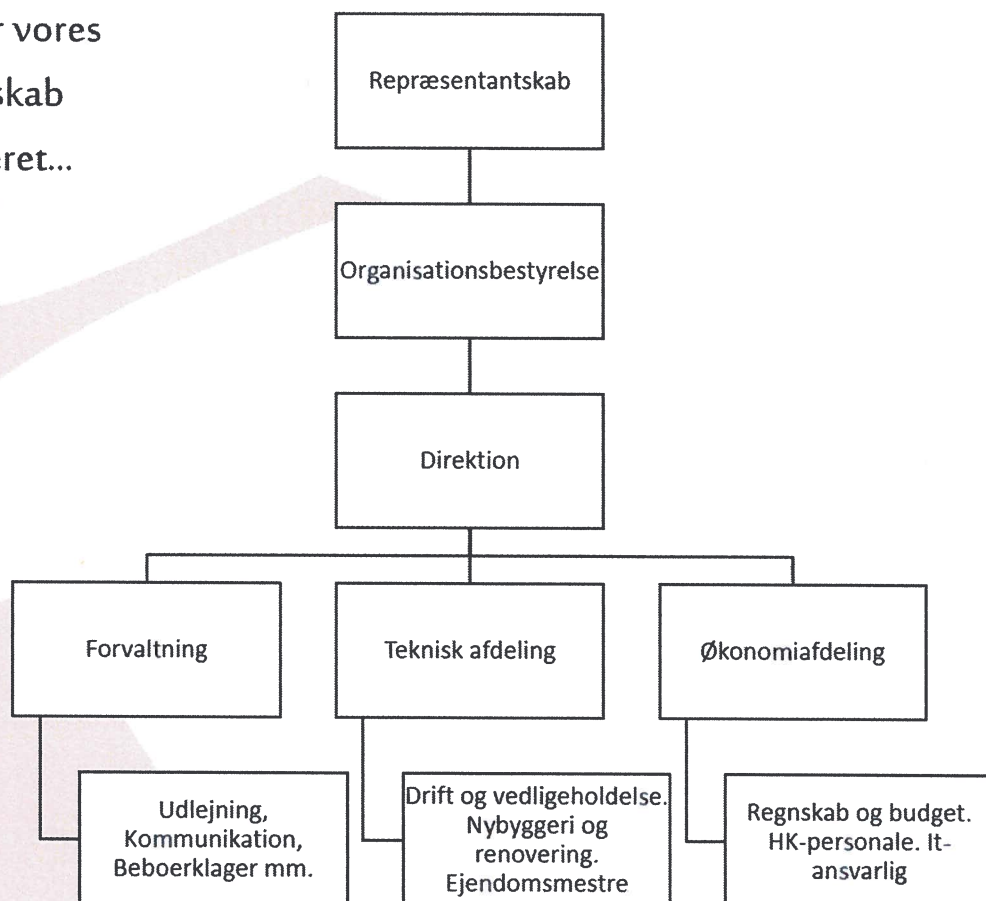 r vores
skab
eret...
Repræsentantskab
Organisationsbestyrelse
Direktion
Forvaltning
Teknisk afdeling
Økonomiafdeling
Udlejning,
Kommunikation,
Beboerklager mm.
Drift og vedligeholdelse.
Nybyggeri og
renovering.
Ejendomsmestre
Regnskab og budget.
HK-personale. It-
ansvarlig